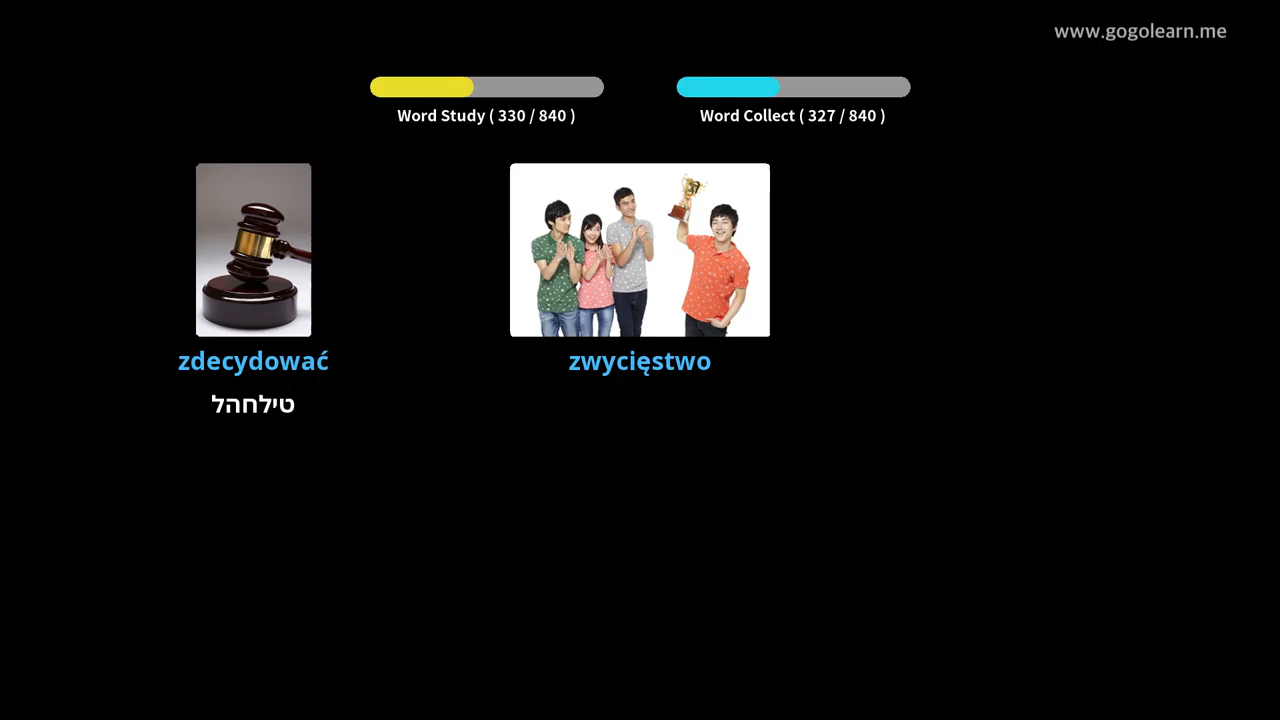 www.gogolearn.me
Word Study ( 330 / 840 )
Word Collect ( 327 / 840 )
zdecydować
zwycięstwo
טילחהל